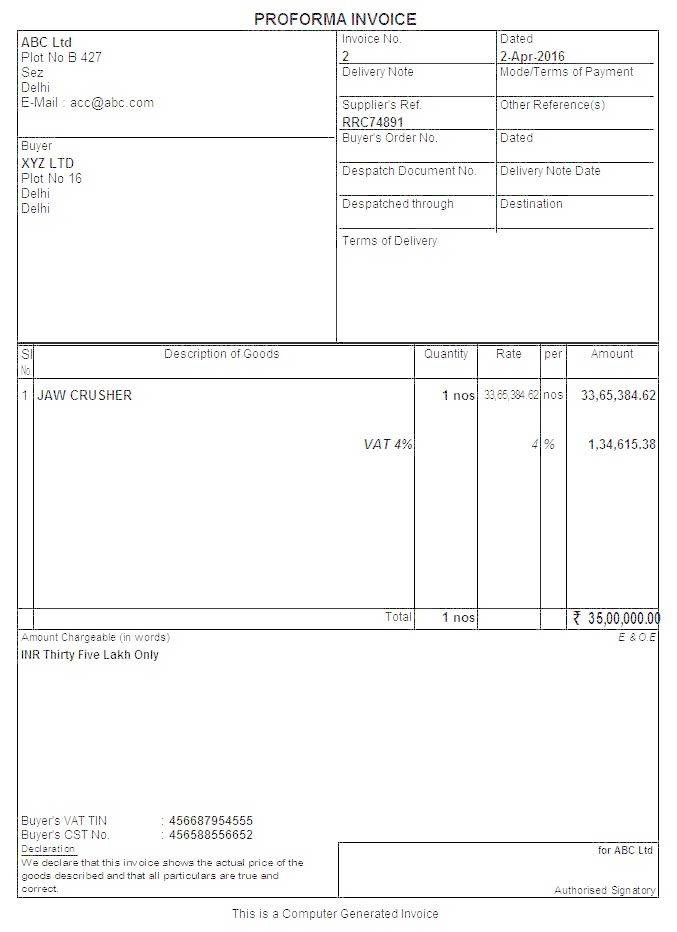 PROFORMA INVOICE
ABC Ltd
Plot No B 427
Sez
Delhi
E-Mail : acc@abc.com
Invoice No.
2
Dated
2-Apr-2016
Delivery Note
Mode/Terms of Payment
Supplier's Ref.
RRC74891
Other Reference(s)
Buyer
XYZ LTD
Plot No 16
Delhi
Delhi
Buyer's Order No.
Dated
Despatch Document No.
Delivery Note Date
Despatched through
Destination
Terms of Delivery
Sl No. Description of Goods Quantity Rate per Amount
1 JAW CRUSHER 1 nos 33,65,384.62 nos 33,65,384.62
VAT 4% 4 % 1,34,615.38
Total 1 nos ₹ 35,00,000.00
Amount Chargeable (in words) E. & O.E
INR Thirty Five Lakh Only
Buyer's VAT TIN : 456687954555
Buyer's CST No. : 456588556652
Declaration
We declare that this invoice shows the actual price of the
goods described and that all particulars are true and
correct.
for ABC Ltd
Authorised Signatory
This is a Computer Generated Invoice